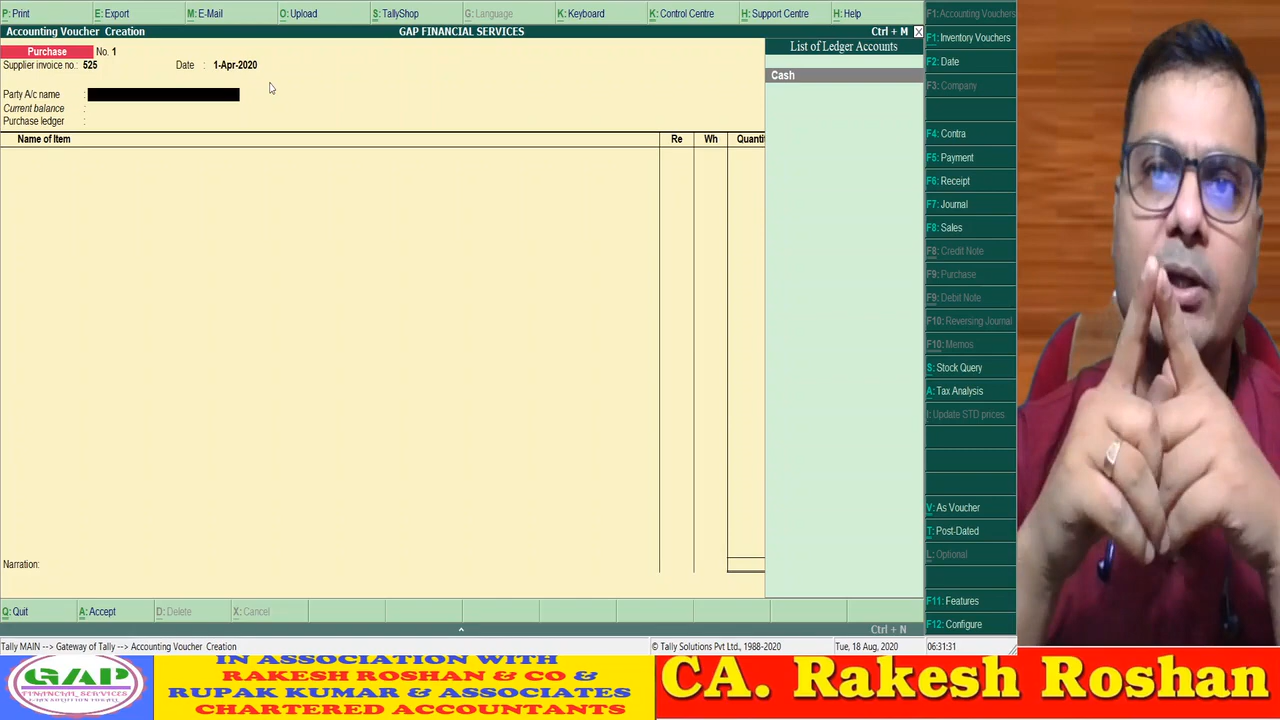 P: Print E: Export M: E-Mail O: Upload S: TallyShop G: Language K: Keyboard K: Control Centre H: Support Centre H: Help
Accounting Voucher Creation GAP FINANCIAL SERVICES Ctrl + M
Purchase No. 1
Supplier invoice no.: 525 Date : 1-Apr-2020
Party A/c name :
Current balance :
Purchase ledger :
Name of Item Re Wh Quantit
Narration:
List of Ledger Accounts
Cash
F1: Accounting Vouchers
F1: Inventory Vouchers
F2: Date
F3: Company
F4: Contra
F5: Payment
F6: Receipt
F7: Journal
F8: Sales
F8: Credit Note
F9: Purchase
F9: Debit Note
F10: Reversing Journal
F10: Memos
S: Stock Query
A: Tax Analysis
I: Update STD prices
V: As Voucher
T: Post-Dated
L: Optional
F11: Features
F12: Configure
Q: Quit A: Accept D: Delete X: Cancel
Ctrl + N
Tally MAIN --> Gateway of Tally --> Accounting Voucher Creation © Tally Solutions Pvt Ltd., 1988-2020 Tue, 18 Aug, 2020 06:31:31
GAP
FINANCIAL SERVICES
IN ASSOCIATION WITH
RAKESH ROSHAN & CO &
RUPAK KUMAR & ASSOCIATES
CHARTERED ACCOUNTANTS
CA. Rakesh Roshan